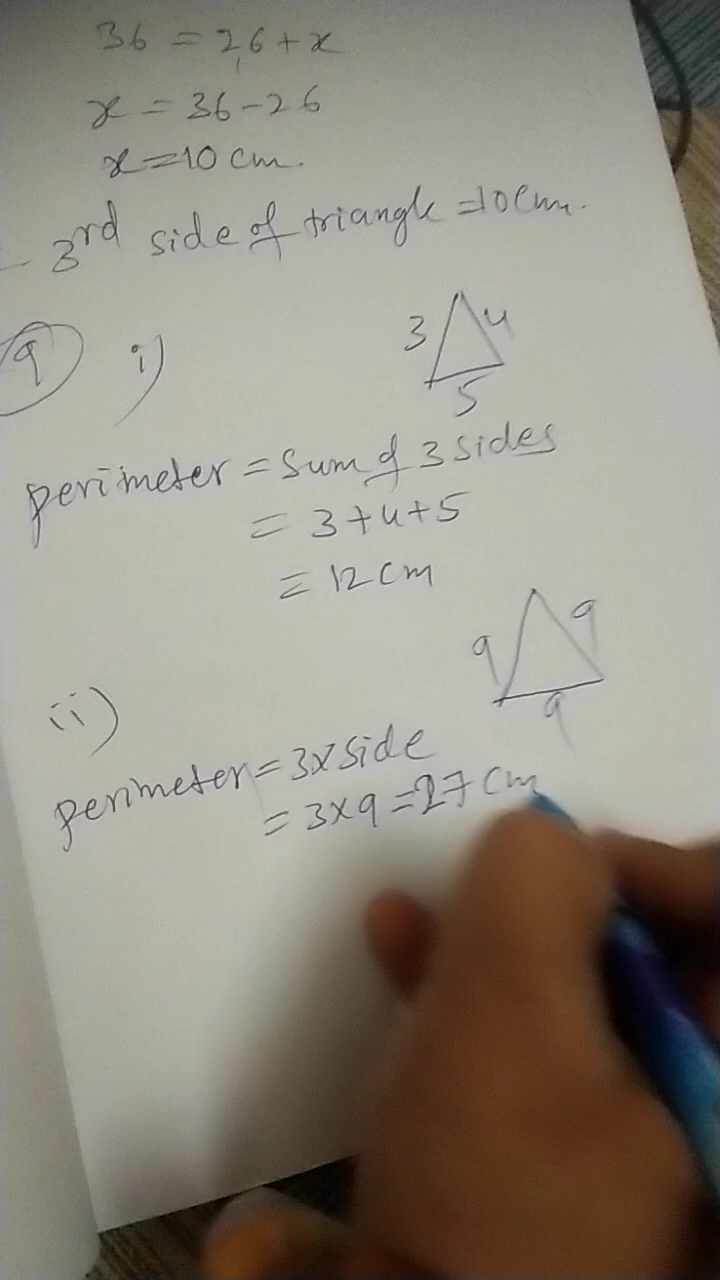 36 = 26 + x
x = 36 - 26
x = 10 cm.
3rd side of triangle = 10cm.
9 i)
3 4
5
perimeter = Sum of 3 sides
= 3+4+5
= 12 cm
9 9
9
ii)
perimeter = 3x side
= 3x9 = 27 cm